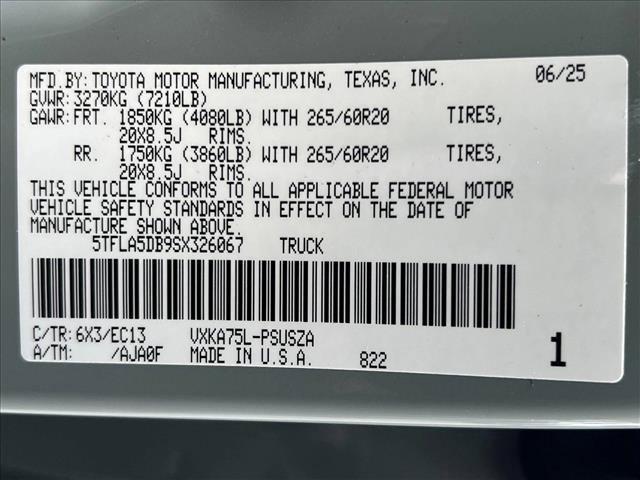 MFD.BY:TOYOTA MOTOR MANUFACTURING, TEXAS, INC. 06/25
GVWR:3270KG (7210LB)
GAWR:FRT. 1850KG (4080LB) WITH 265/60R20 TIRES,
20X8.5J RIMS.
RR. 1750KG (3860LB) WITH 265/60R20 TIRES,
20X8.5J RIMS.
THIS VEHICLE CONFORMS TO ALL APPLICABLE FEDERAL MOTOR
VEHICLE SAFETY STANDARDS IN EFFECT ON THE DATE OF
MANUFACTURE SHOWN ABOVE.
5TFLA5DB9SX326067 TRUCK
C/TR:6X3/EC13 VXKA75L-PSUSZA
A/TM: /AJA0F MADE IN U.S.A. 822 1